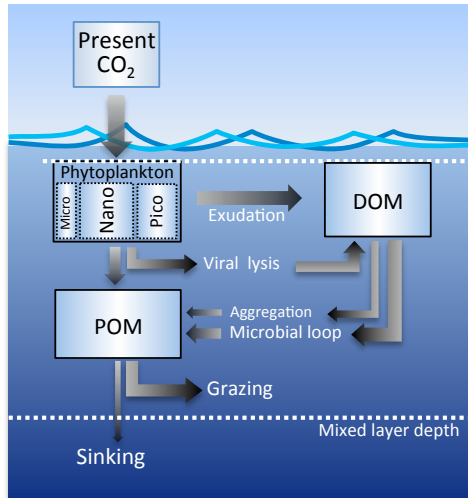 Present
CO₂
Phytoplankton
Micro
Nano
Pico
Exudation
DOM
Viral lysis
Aggregation
Microbial loop
POM
Grazing
Mixed layer depth
Sinking